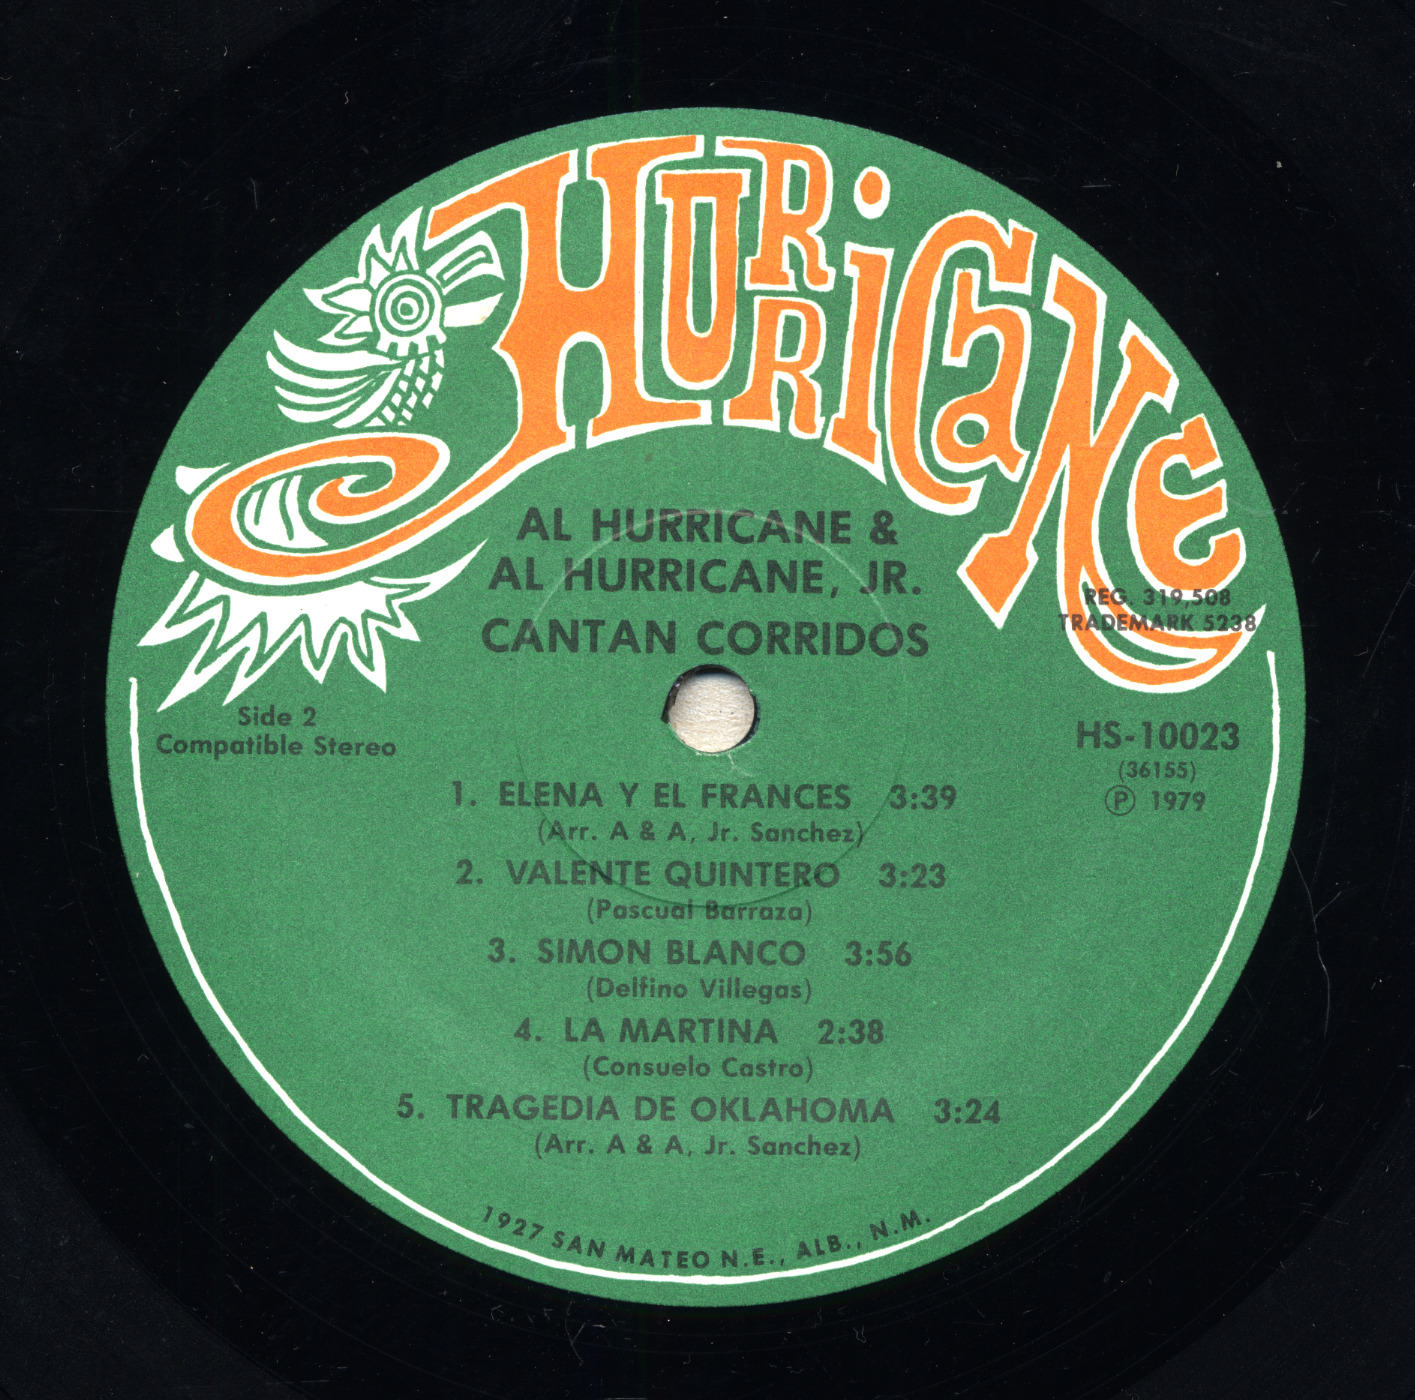 HURRiCaNe
AL HURRICANE &
AL HURRICANE, JR.
CANTAN CORRIDOS
REG. 319,508
TRADEMARK 5238
Side 2
Compatible Stereo
HS-10023
(36155)
Ⓟ 1979
1. ELENA Y EL FRANCES 3:39
(Arr. A & A, Jr. Sanchez)
2. VALENTE QUINTERO 3:23
(Pascual Barraza)
3. SIMON BLANCO 3:56
(Delfino Villegas)
4. LA MARTINA 2:38
(Consuelo Castro)
5. TRAGEDIA DE OKLAHOMA 3:24
(Arr. A & A, Jr. Sanchez)
1927 SAN MATEO N.E., ALB., N.M.